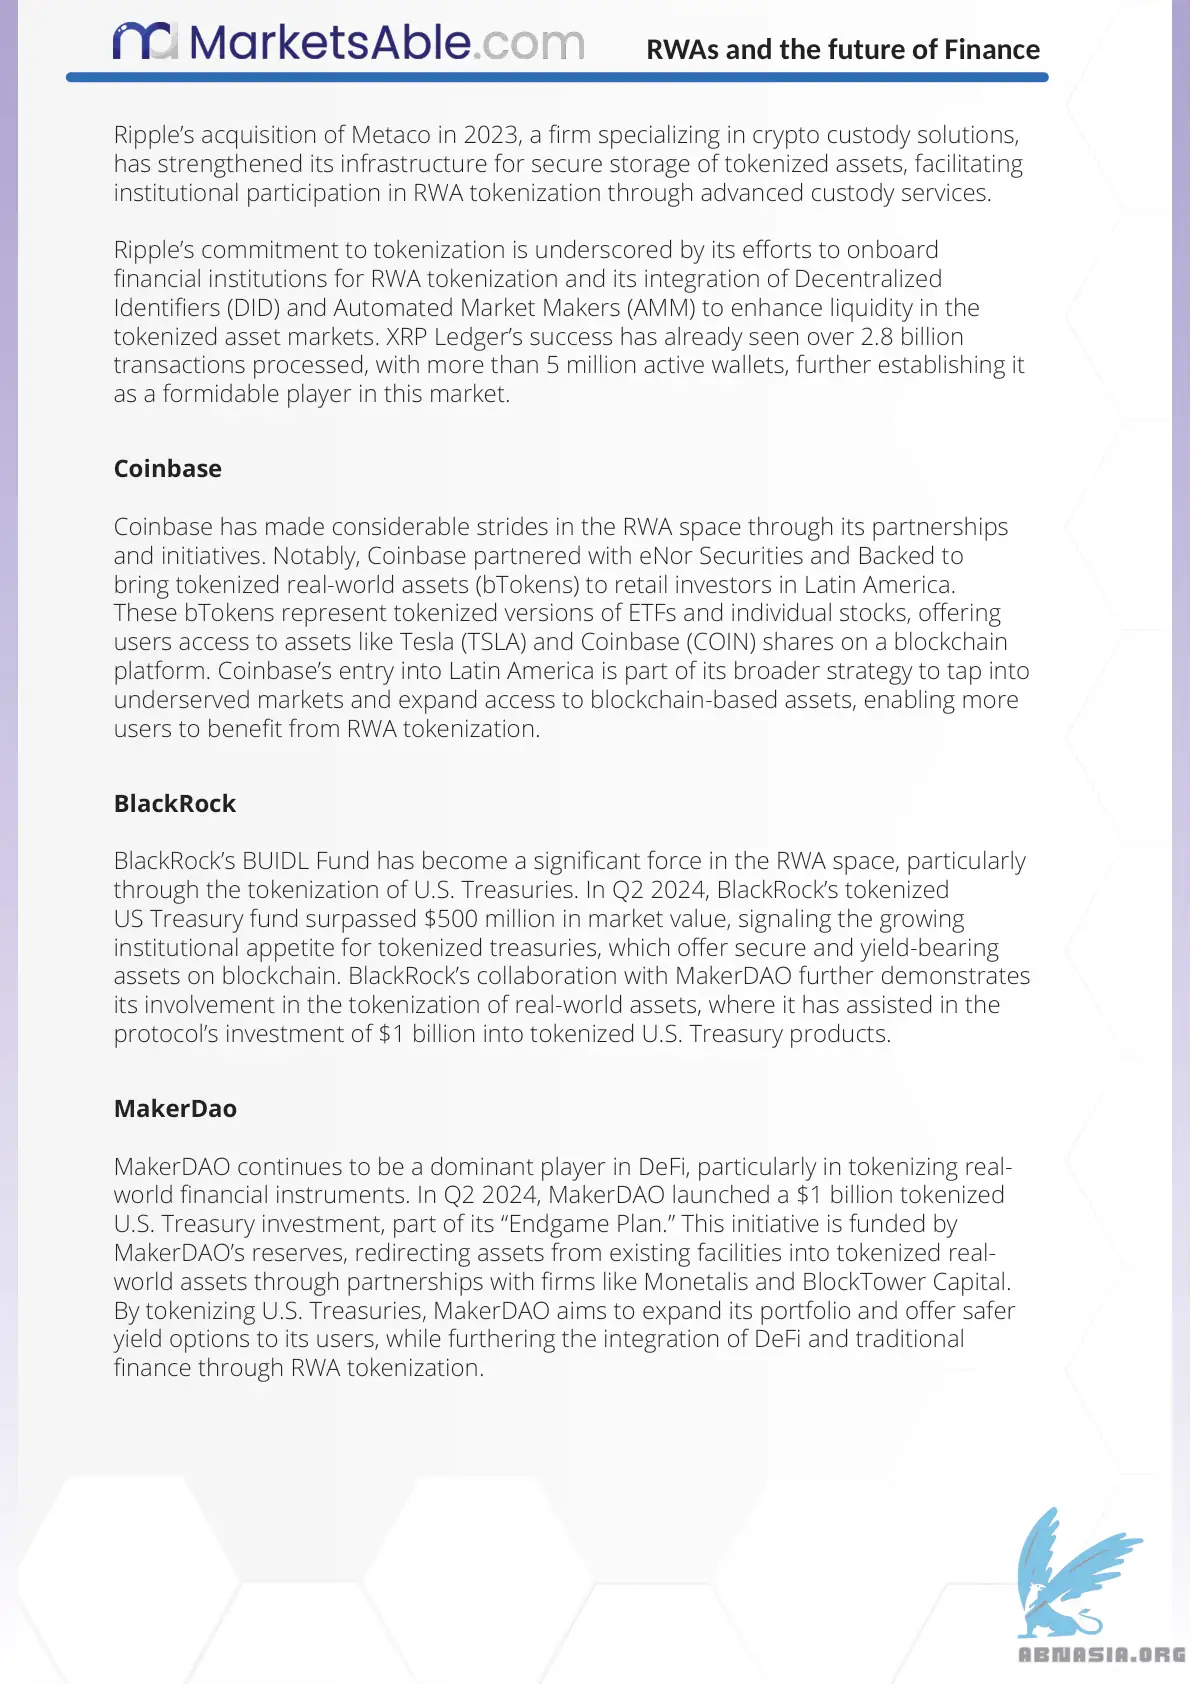 MarketsAble.com
RWAs and the future of Finance
Ripple’s acquisition of Metaco in 2023, a firm specializing in crypto custody solutions,
has strengthened its infrastructure for secure storage of tokenized assets, facilitating
institutional participation in RWA tokenization through advanced custody services.
Ripple’s commitment to tokenization is underscored by its efforts to onboard
financial institutions for RWA tokenization and its integration of Decentralized
Identifiers (DID) and Automated Market Makers (AMM) to enhance liquidity in the
tokenized asset markets. XRP Ledger’s success has already seen over 2.8 billion
transactions processed, with more than 5 million active wallets, further establishing it
as a formidable player in this market.
Coinbase
Coinbase has made considerable strides in the RWA space through its partnerships
and initiatives. Notably, Coinbase partnered with eNor Securities and Backed to
bring tokenized real-world assets (bTokens) to retail investors in Latin America.
These bTokens represent tokenized versions of ETFs and individual stocks, offering
users access to assets like Tesla (TSLA) and Coinbase (COIN) shares on a blockchain
platform. Coinbase’s entry into Latin America is part of its broader strategy to tap into
underserved markets and expand access to blockchain-based assets, enabling more
users to benefit from RWA tokenization.
BlackRock
BlackRock’s BUIDL Fund has become a significant force in the RWA space, particularly
through the tokenization of U.S. Treasuries. In Q2 2024, BlackRock’s tokenized
US Treasury fund surpassed $500 million in market value, signaling the growing
institutional appetite for tokenized treasuries, which offer secure and yield-bearing
assets on blockchain. BlackRock’s collaboration with MakerDAO further demonstrates
its involvement in the tokenization of real-world assets, where it has assisted in the
protocol’s investment of $1 billion into tokenized U.S. Treasury products.
MakerDao
MakerDAO continues to be a dominant player in DeFi, particularly in tokenizing real-
world financial instruments. In Q2 2024, MakerDAO launched a $1 billion tokenized
U.S. Treasury investment, part of its “Endgame Plan.” This initiative is funded by
MakerDAO’s reserves, redirecting assets from existing facilities into tokenized real-
world assets through partnerships with firms like Monetalis and BlockTower Capital.
By tokenizing U.S. Treasuries, MakerDAO aims to expand its portfolio and offer safer
yield options to its users, while furthering the integration of DeFi and traditional
finance through RWA tokenization.
ABNASIA.ORG